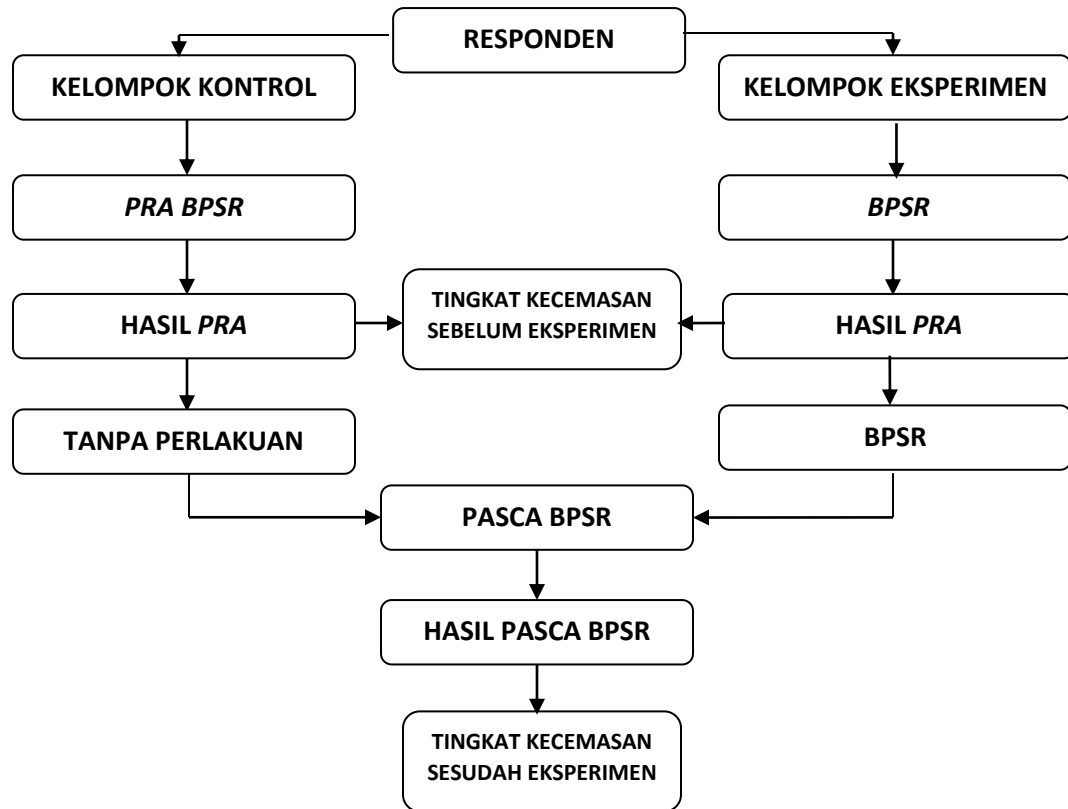 RESPONDEN
KELOMPOK KONTROL
KELOMPOK EKSPERIMEN
PRA BPSR
BPSR
HASIL PRA
TINGKAT KECEMASAN
SEBELUM EKSPERIMEN
HASIL PRA
TANPA PERLAKUAN
BPSR
PASCA BPSR
HASIL PASCA BPSR
TINGKAT KECEMASAN
SESUDAH EKSPERIMEN